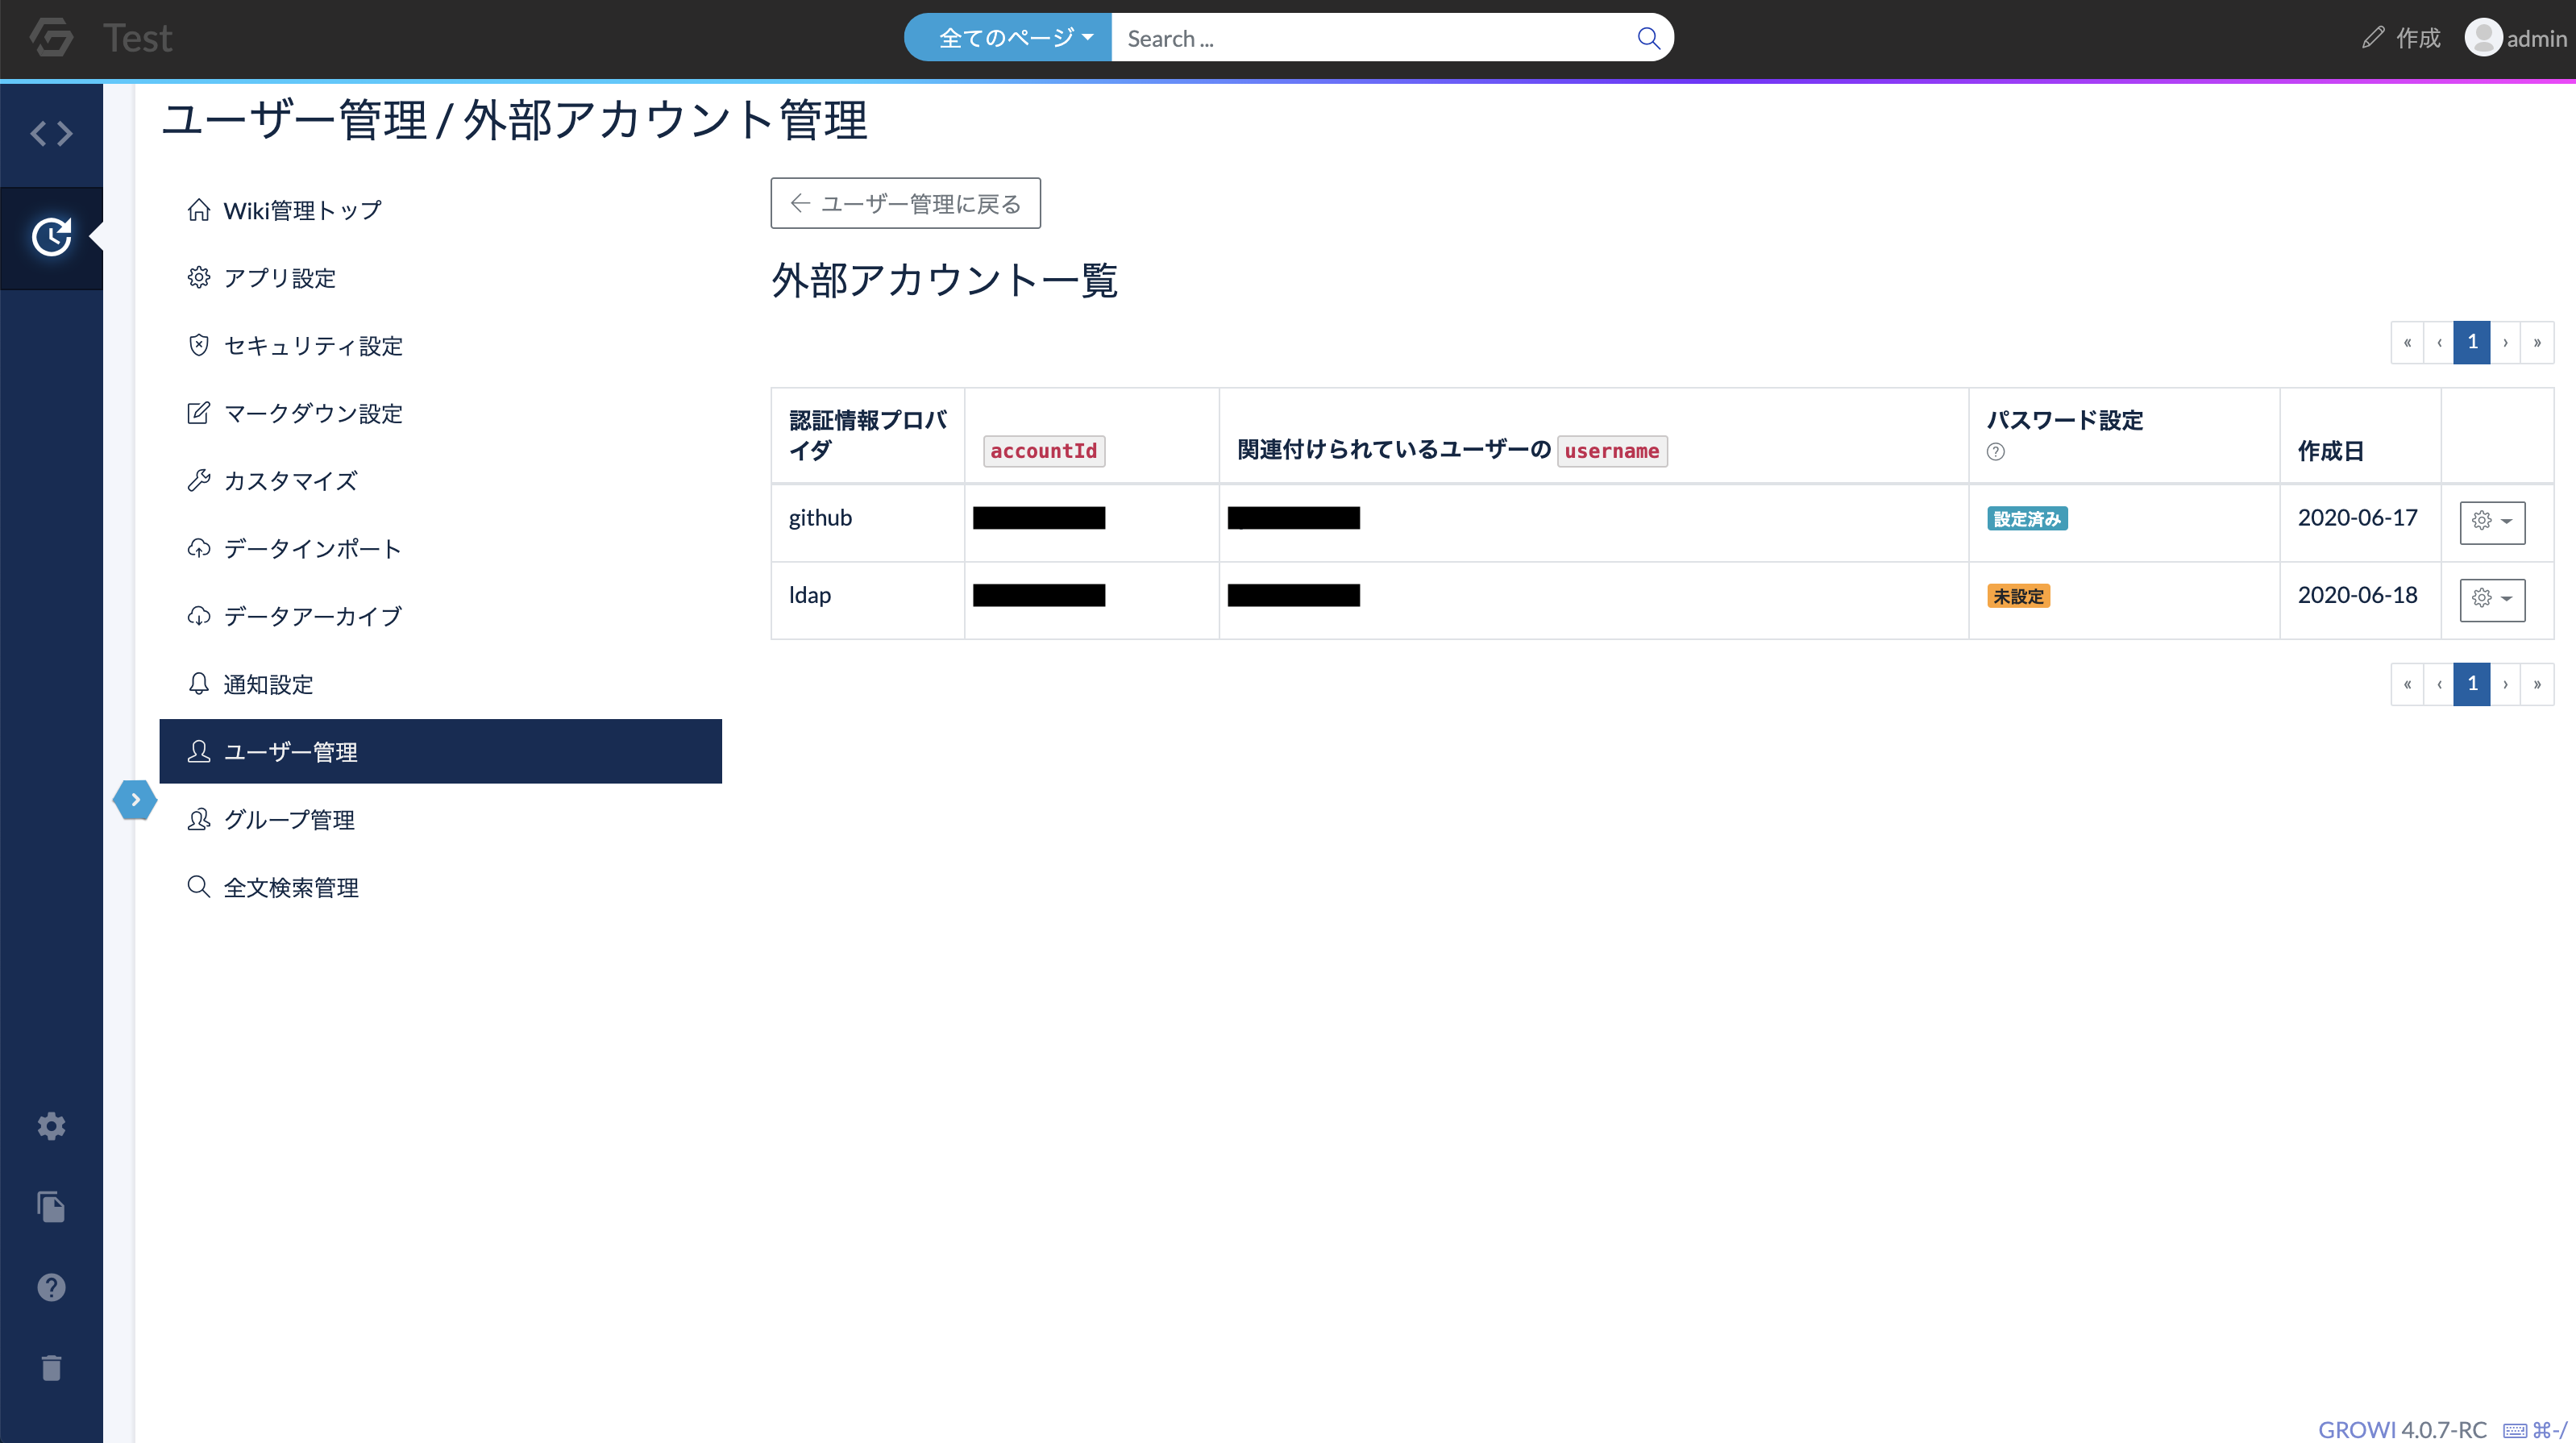 Test
全てのページ
Search ...
作成
admin
ユーザー管理 / 外部アカウント管理
Wiki管理トップ
アプリ設定
セキュリティ設定
マークダウン設定
カスタマイズ
データインポート
データアーカイブ
通知設定
ユーザー管理
グループ管理
全文検索管理
← ユーザー管理に戻る
外部アカウント一覧
« ‹ 1 › »
認証情報プロバ
イダ
accountId
関連付けられているユーザーの username
パスワード設定
作成日
github
設定済み
2020-06-17
ldap
未設定
2020-06-18
« ‹ 1 › »
GROWI 4.0.7-RC ⌘-/